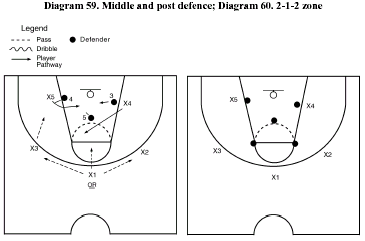 Diagram 59. Middle and post defence; Diagram 60. 2-1-2 zone
Legend
Pass
Defender
Dribble
Player
Pathway
X5
4
3
X4
5
X3
X2
X1
OR
X5
X4
X3
X2
X1